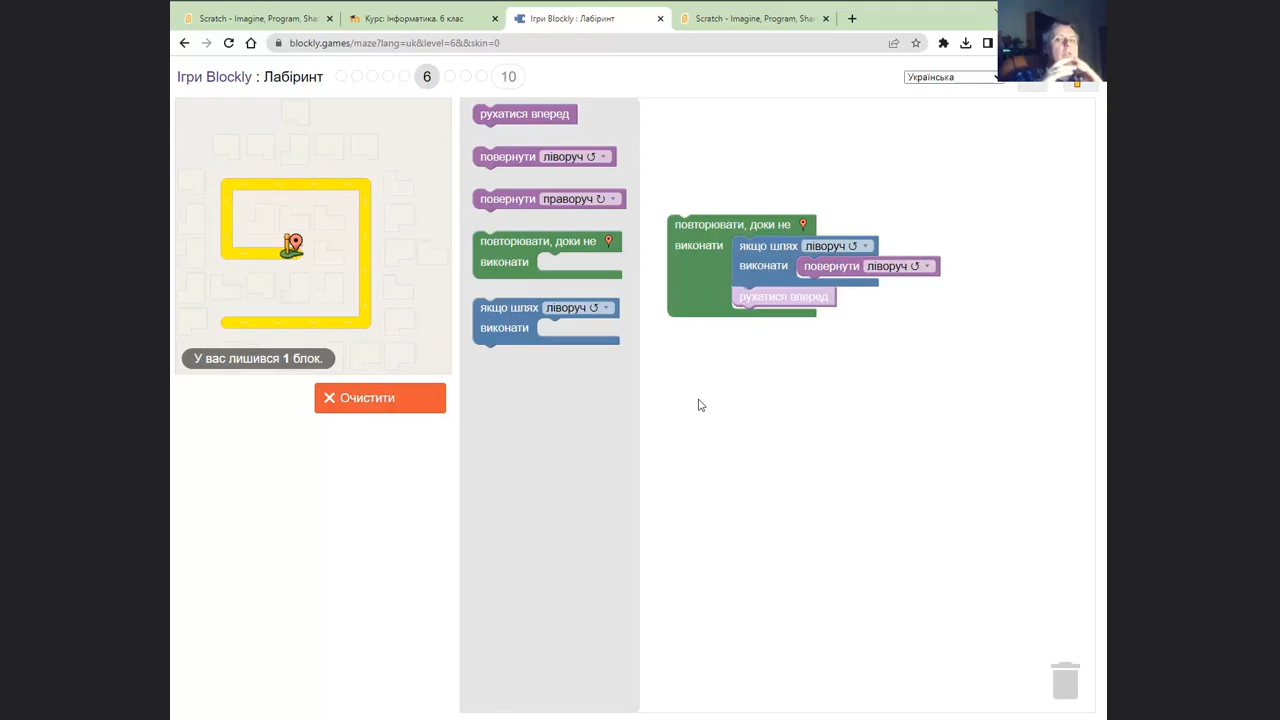 Scratch - Imagine, Program, Shar
Курс: Інформатика. 6 клас
Ігри Blockly : Лабіринт
Scratch - Imagine, Program, Shar
blockly.games/maze?lang=uk&level=6&&skin=0
Ігри Blockly : Лабіринт
6
10
Українська
рухатися вперед
повернути ліворуч ↺
повернути праворуч ↻
повторювати, доки не
виконати
якщо шлях ліворуч ↺
виконати
У вас лишився 1 блок.
Очистити
повторювати, доки не
виконати
якщо шлях ліворуч ↺
виконати
повернути ліворуч ↺
рухатися вперед